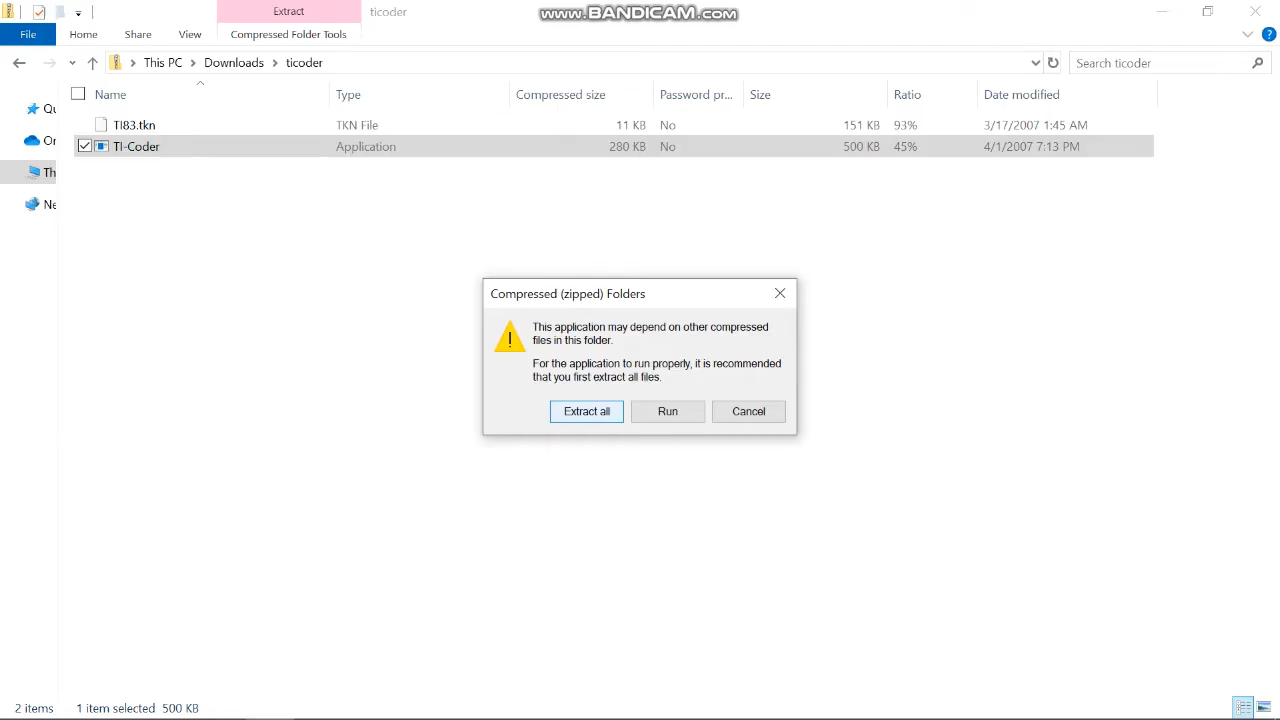 Extract
ticoder
www.BANDICAM.com
File
Home
Share
View
Compressed Folder Tools
?
This PC
Downloads
ticoder
Search ticoder
Name
Type
Compressed size
Password pr...
Size
Ratio
Date modified
TI83.tkn
TKN File
11 KB
No
151 KB
93%
3/17/2007 1:45 AM
TI-Coder
Application
280 KB
No
500 KB
45%
4/1/2007 7:13 PM
Qu
On
Th
Ne
Compressed (zipped) Folders
This application may depend on other compressed
files in this folder.
For the application to run properly, it is recommended
that you first extract all files.
Extract all
Run
Cancel
2 items
1 item selected 500 KB